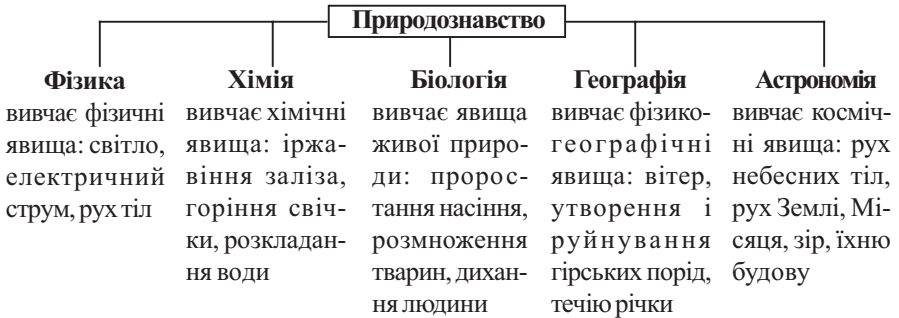 Природознавство
Фізика
вивчає фізичні
явища: світло,
електричний
струм, рух тіл
Хімія
вивчає хімічні
явища: іржа-
віння заліза,
горіння свіч-
ки, розкладан-
ня води
Біологія
вивчає явища
живої приро-
ди: пророс-
тання насіння,
розмноження
тварин, дихан-
ня людини
Географія
вивчає фізико-
географічні
явища: вітер,
утворення і
руйнування
гірських порід,
течію річки
Астрономія
вивчає косміч-
ні явища: рух
небесних тіл,
рух Землі, Мі-
сяця, зір, їхню
будову